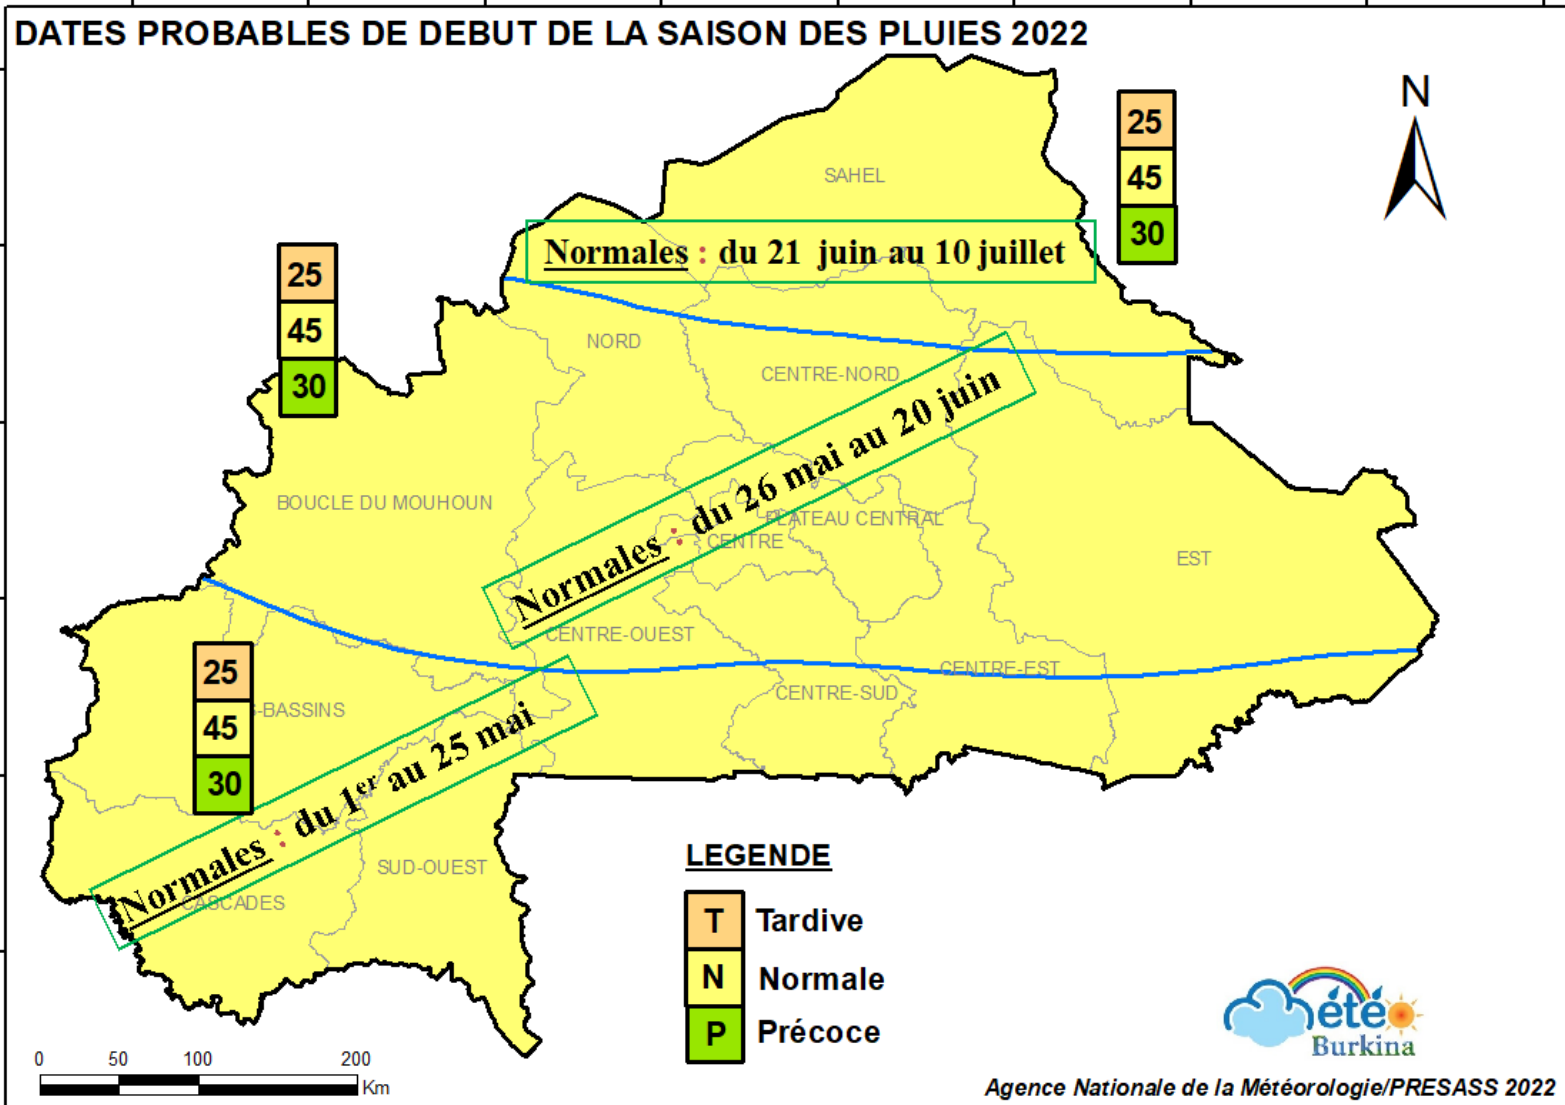 DATES PROBABLES DE DEBUT DE LA SAISON DES PLUIES 2022
N
25
45
30
SAHEL
Normales : du 21 juin au 10 juillet
25
45
30
NORD
CENTRE-NORD
Normales : du 26 mai au 20 juin
BOUCLE DU MOUHOUN
PLATEAU CENTRAL
CENTRE
EST
CENTRE-OUEST
CENTRE-EST
CENTRE-SUD
25
45
30
S-BASSINS
Normales : du 1er au 25 mai
SUD-OUEST
CASCADES
LEGENDE
T Tardive
N Normale
P Précoce
0 50 100 200
Km
Météo
Burkina
Agence Nationale de la Météorologie/PRESASS 2022